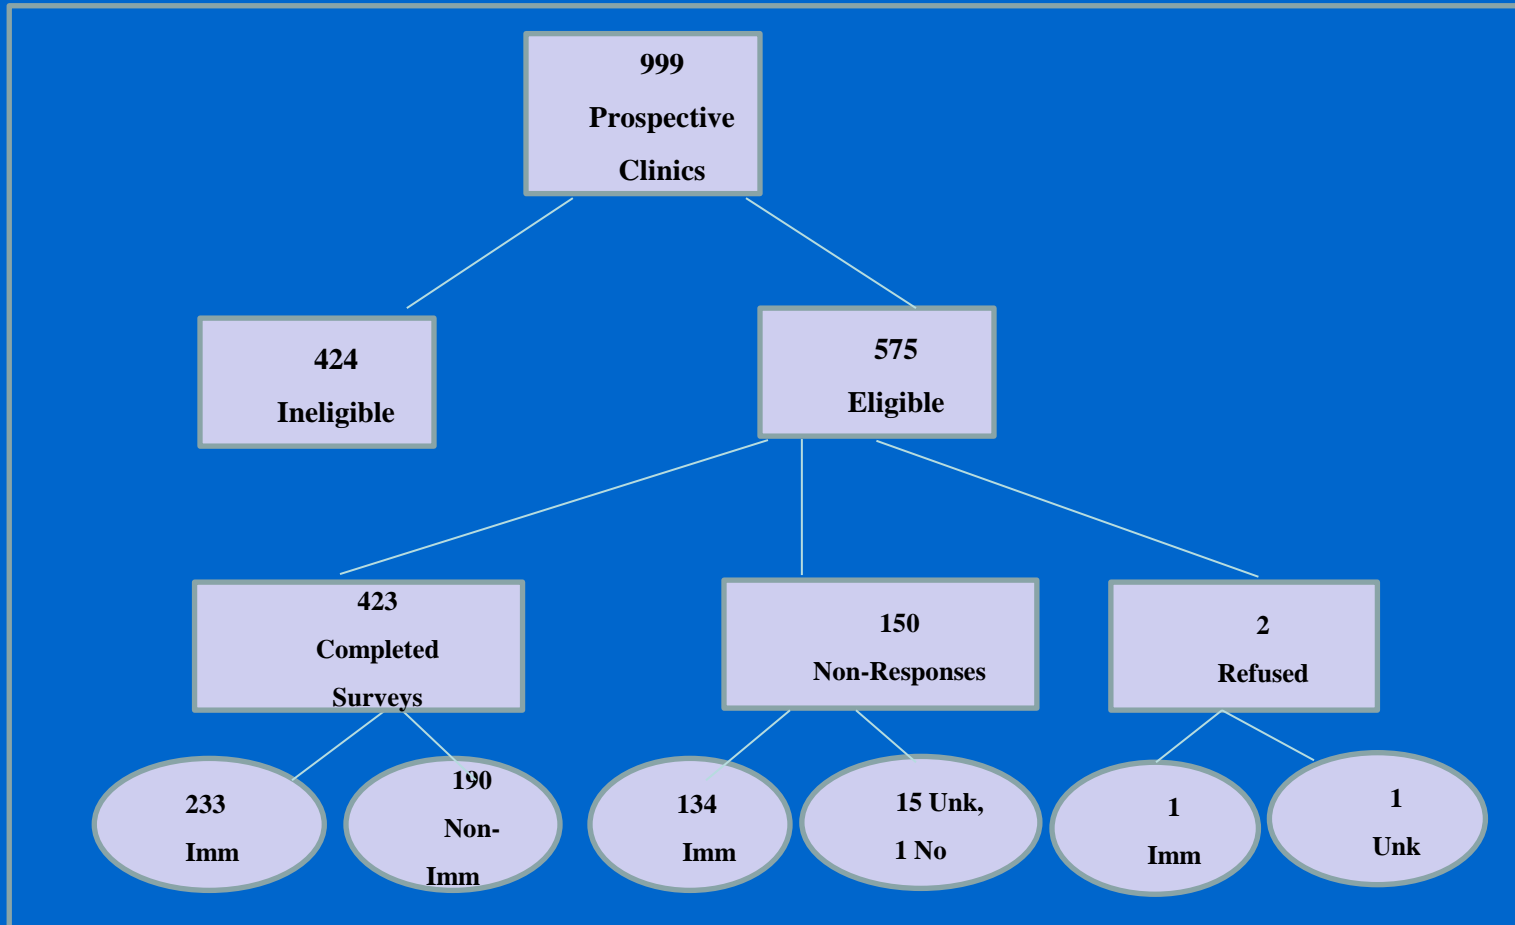 999
Prospective
Clinics
424
Ineligible
575
Eligible
423
Completed
Surveys
150
Non-Responses
2
Refused
233
Imm
190
Non-
Imm
134
Imm
15 Unk,
1 No
1
Imm
1
Unk